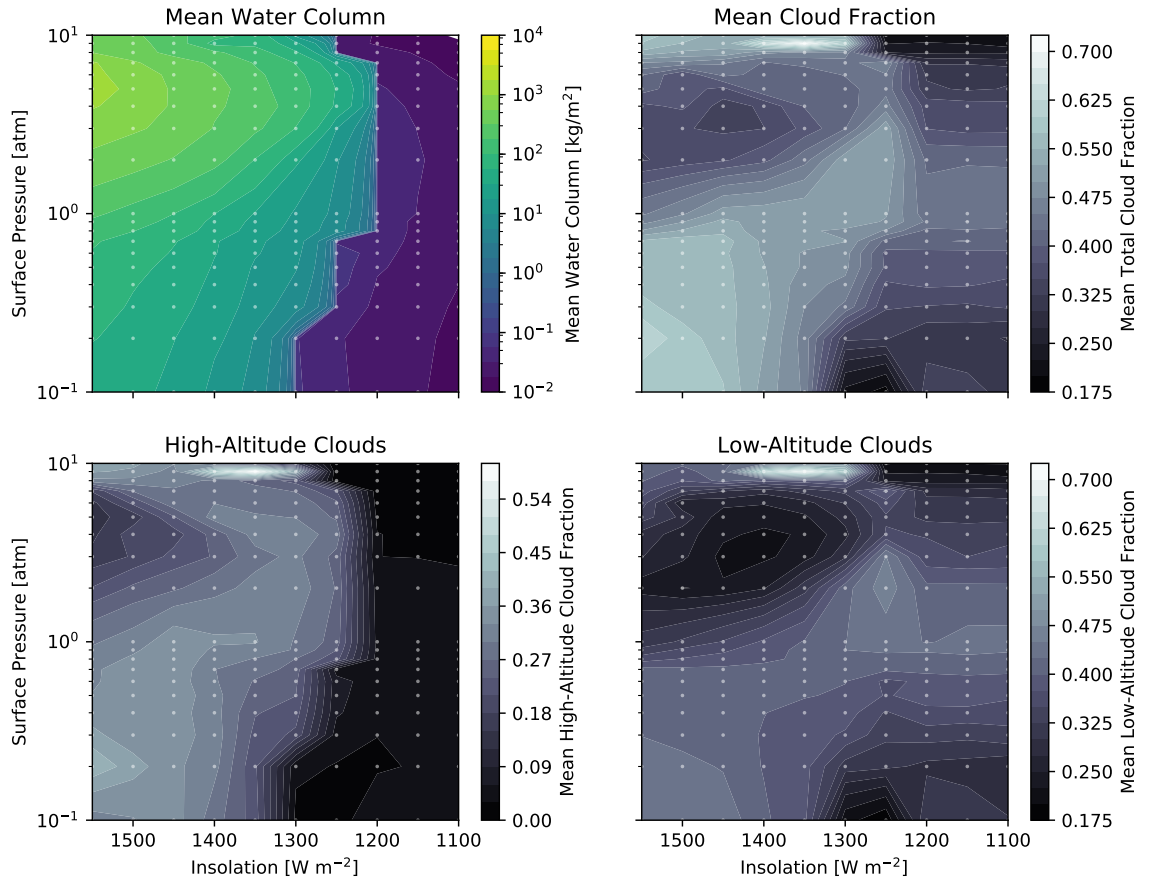 Mean Water Column
Mean Cloud Fraction
10^1
10^0
10^-1
Surface Pressure [atm]
10^4
10^3
10^2
10^1
10^0
10^-1
10^-2
Mean Water Column [kg/m^2]
0.700
0.625
0.550
0.475
0.400
0.325
0.250
0.175
Mean Total Cloud Fraction
High-Altitude Clouds
Low-Altitude Clouds
10^1
10^0
10^-1
Surface Pressure [atm]
0.54
0.45
0.36
0.27
0.18
0.09
0.00
Mean High-Altitude Cloud Fraction
0.700
0.625
0.550
0.475
0.400
0.325
0.250
0.175
Mean Low-Altitude Cloud Fraction
1500 1400 1300 1200 1100
Insolation [W m^-2]
1500 1400 1300 1200 1100
Insolation [W m^-2]